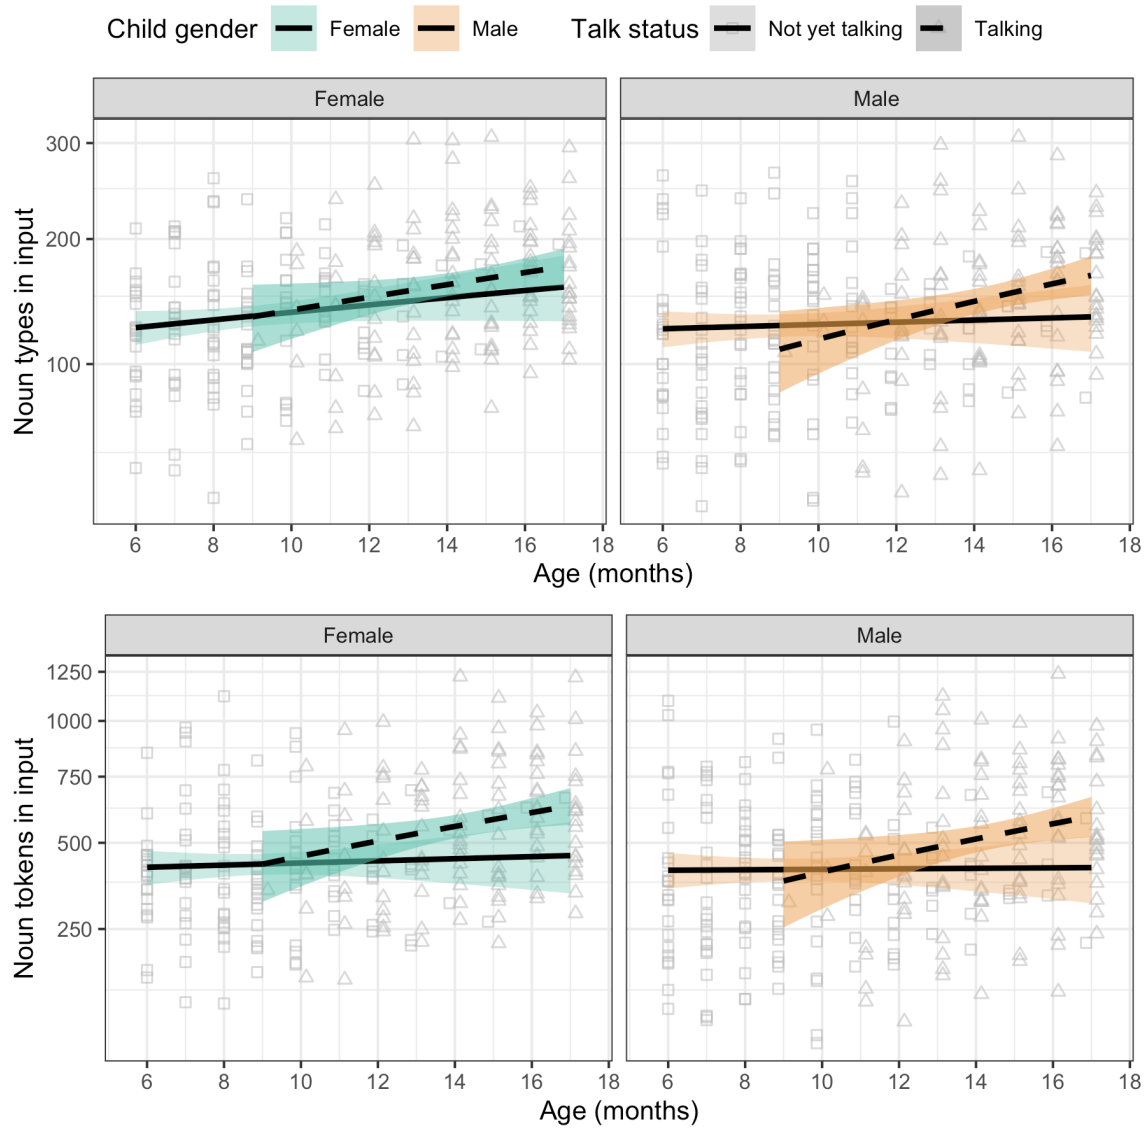 Child gender Female Male Talk status Not yet talking Talking
Female Male
Noun types in input
300
200
100
6 8 10 12 14 16 18 6 8 10 12 14 16 18
Age (months)
Female Male
Noun tokens in input
1250
1000
750
500
250
6 8 10 12 14 16 18 6 8 10 12 14 16 18
Age (months)